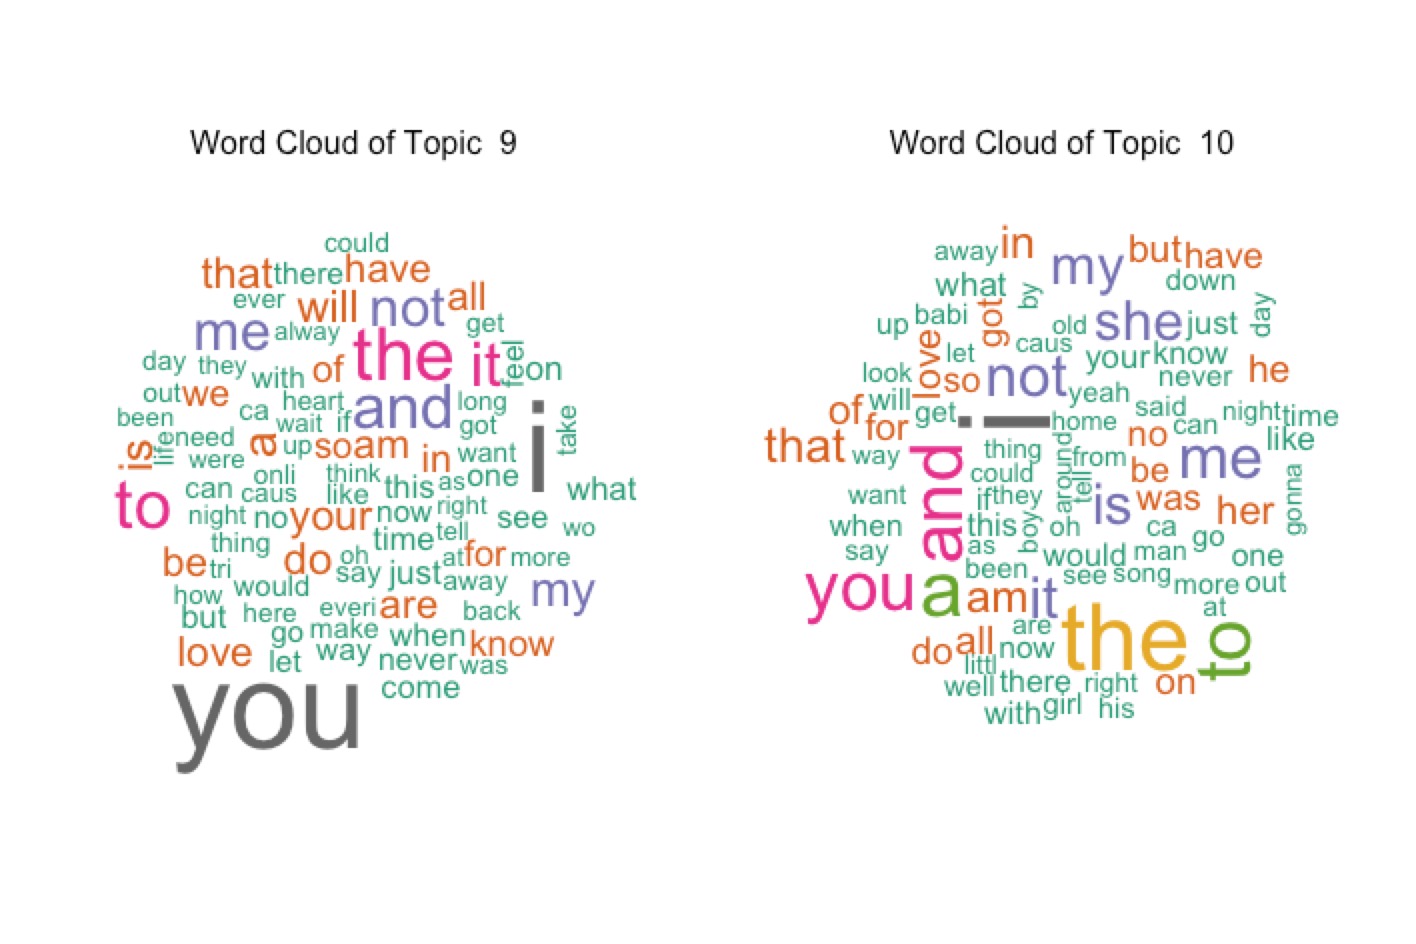 Word Cloud of Topic 9
could
that there have
ever will not all
me alway get
the it feel
day they with of on
out we heart and long
been ca wait if got i take
is life need a up so am in want
were onli think as one
to can caus like this what
night no your now right see wo
thing time tell
be tri do oh at for more
would say just away my
how everi are back
but here go make when know
love let way never was
you come
Word Cloud of Topic 10
away in my but have
what by down
up babi got old she just day
love let caus your know
look so not never he
will yeah
of for get i home said can night time
that way thing from no like
and could around tell be me
want if they is was her gonna
when this boy oh ca go
say as would man one
you a been see song more out
am it at
are the to
do all now
littl
well there right on
with girl his